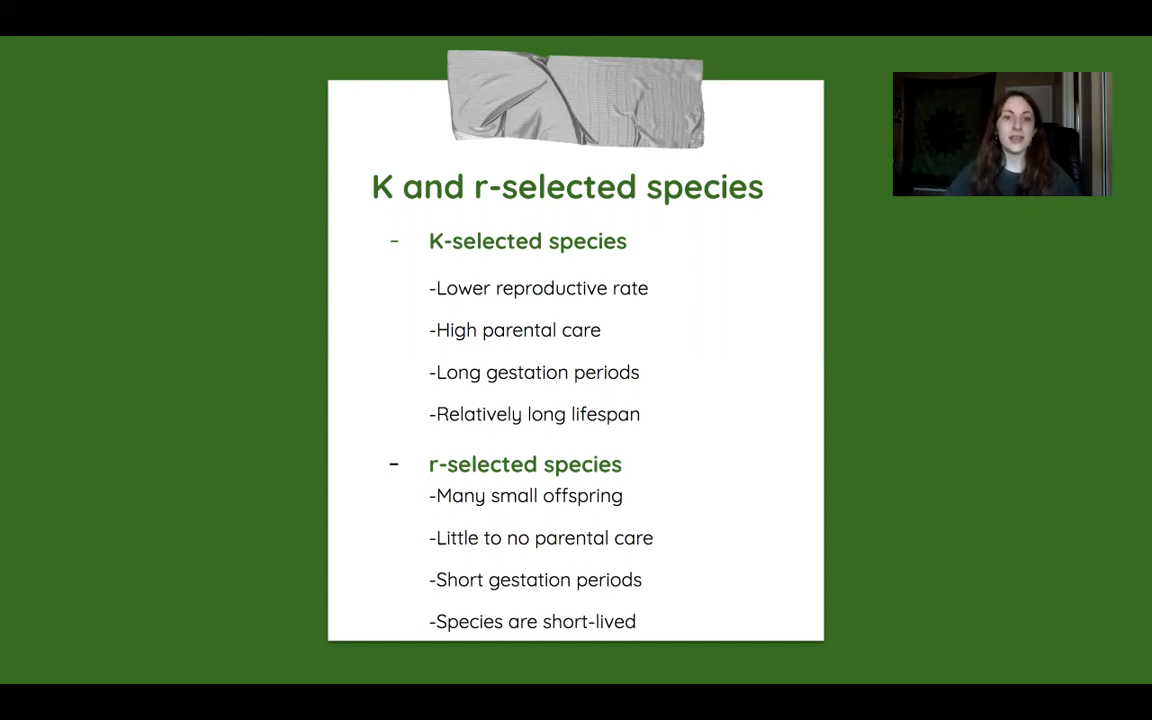 K and r-selected species
- K-selected species
-Lower reproductive rate
-High parental care
-Long gestation periods
-Relatively long lifespan
- r-selected species
-Many small offspring
-Little to no parental care
-Short gestation periods
-Species are short-lived